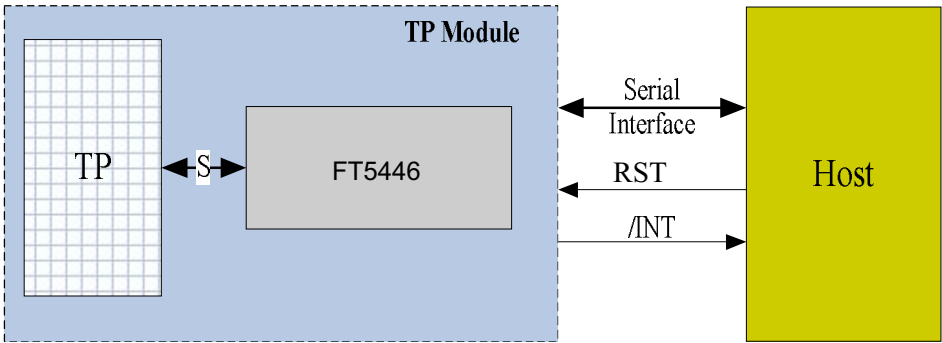 TP Module
TP
S
FT5446
Serial
Interface
RST
/INT
Host